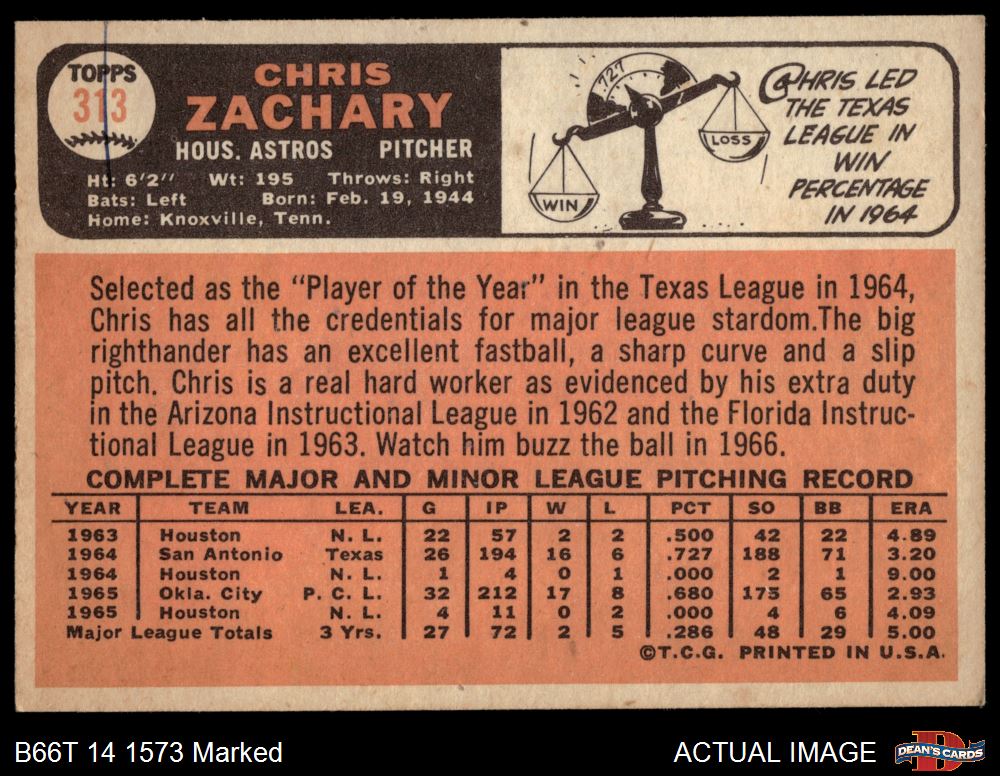 TOPPS
313
CHRIS
ZACHARY
HOUS. ASTROS PITCHER
Ht: 6'2" Wt: 195 Throws: Right
Bats: Left Born: Feb. 19, 1944
Home: Knoxville, Tenn.
727
WIN
LOSS
CHRIS LED
THE TEXAS
LEAGUE IN
WIN
PERCENTAGE
IN 1964
Selected as the "Player of the Year" in the Texas League in 1964,
Chris has all the credentials for major league stardom.The big
righthander has an excellent fastball, a sharp curve and a slip
pitch. Chris is a real hard worker as evidenced by his extra duty
in the Arizona Instructional League in 1962 and the Florida Instruc-
tional League in 1963. Watch him buzz the ball in 1966.
COMPLETE MAJOR AND MINOR LEAGUE PITCHING RECORD
YEAR TEAM LEA. G IP W L PCT SO BB ERA
1963 Houston N. L. 22 57 2 2 .500 42 22 4.89
1964 San Antonio Texas 26 194 16 6 .727 188 71 3.20
1964 Houston N. L. 1 4 0 1 .000 2 1 9.00
1965 Okla. City P. C. L. 32 212 17 8 .680 173 65 2.93
1965 Houston N. L. 4 11 0 2 .000 4 6 4.09
Major League Totals 3 Yrs. 27 72 2 5 .286 48 29 5.00
©T.C.G. PRINTED IN U.S.A.
B66T 14 1573 Marked
ACTUAL IMAGE
DEAN'S CARDS